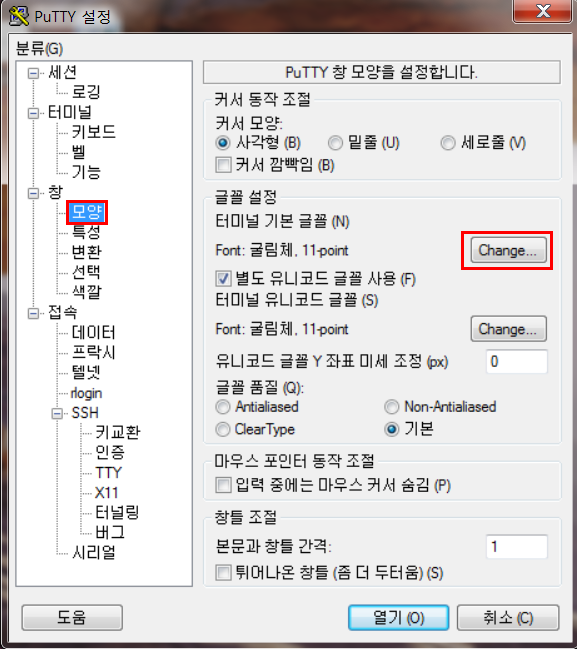 PuTTY 설정
분류(G)
세션
로깅
터미널
키보드
벨
기능
창
모양
특성
변환
선택
색깔
접속
데이터
프락시
텔넷
rlogin
SSH
키교환
인증
TTY
X11
터널링
버그
시리얼
PuTTY 창 모양을 설정합니다.
커서 동작 조절
커서 모양:
사각형 (B) 밑줄 (U) 세로줄 (V)
커서 깜빡임 (B)
글꼴 설정
터미널 기본 글꼴 (N)
Font: 굴림체, 11-point Change...
별도 유니코드 글꼴 사용 (F)
터미널 유니코드 글꼴 (S)
Font: 굴림체, 11-point Change...
유니코드 글꼴 Y 좌표 미세 조정 (px) 0
글꼴 품질 (Q):
Antialiased Non-Antialiased
ClearType 기본
마우스 포인터 동작 조절
입력 중에는 마우스 커서 숨김 (P)
창틀 조절
본문과 창틀 간격: 1
튀어나온 창틀 (좀 더 두터움) (S)
도움 열기 (O) 취소 (C)